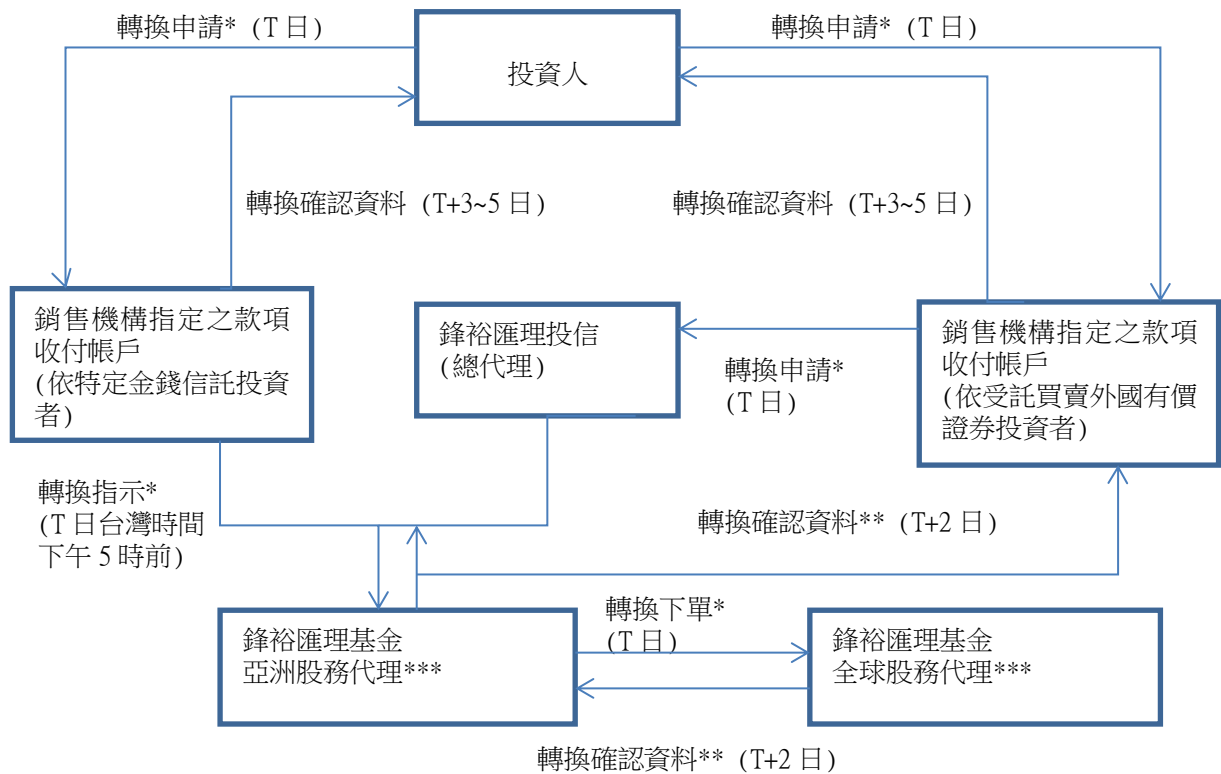 轉換申請* (T 日)
轉換申請* (T 日)
投資人
轉換確認資料 (T+3~5 日)
轉換確認資料 (T+3~5 日)
銷售機構指定之款項
收付帳戶
(依特定金錢信託投資
者)
鋒裕匯理投信
(總代理)
銷售機構指定之款項
收付帳戶
(依受託買賣外國有價
證券投資者)
轉換申請*
(T 日)
轉換指示*
(T 日台灣時間
下午 5 時前)
轉換確認資料** (T+2 日)
鋒裕匯理基金
亞洲股務代理***
轉換下單*
(T 日)
鋒裕匯理基金
全球股務代理***
轉換確認資料** (T+2 日)